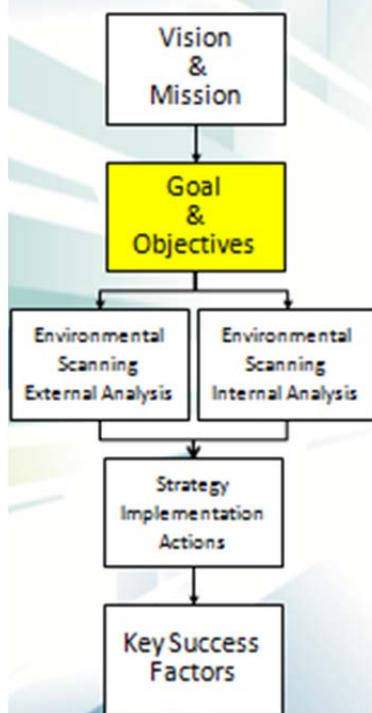 Vision
&
Mission
Goal
&
Objectives
Environmental
Scanning
External Analysis
Environmental
Scanning
Internal Analysis
Strategy
Implementation
Actions
Key Success
Factors